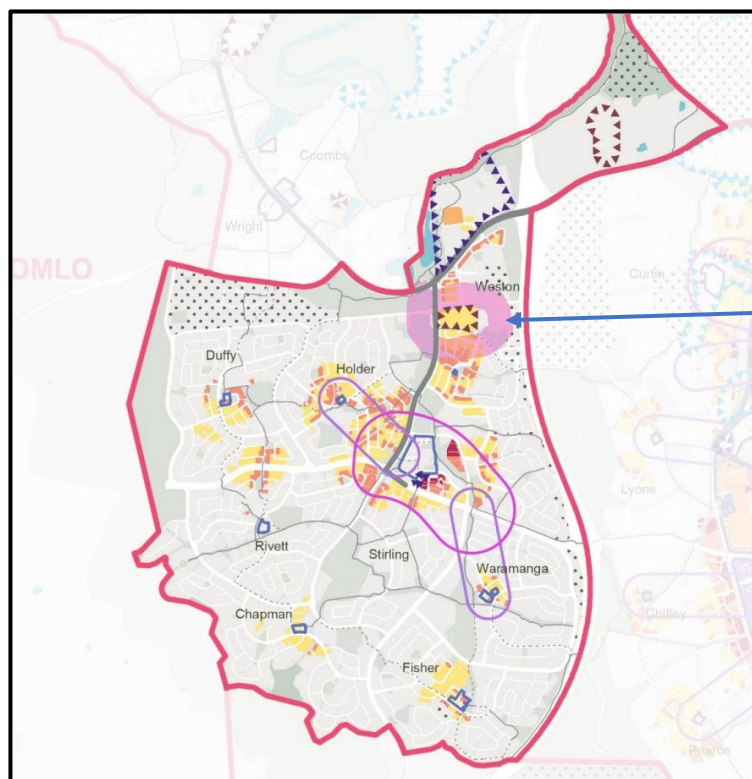 Coombs
Wright
OMLO
Curtin
Weston
Duffy
Holder
Lyons
Rivett
Stirling
Waramanga
Chifley
Chapman
Fisher
Pearce